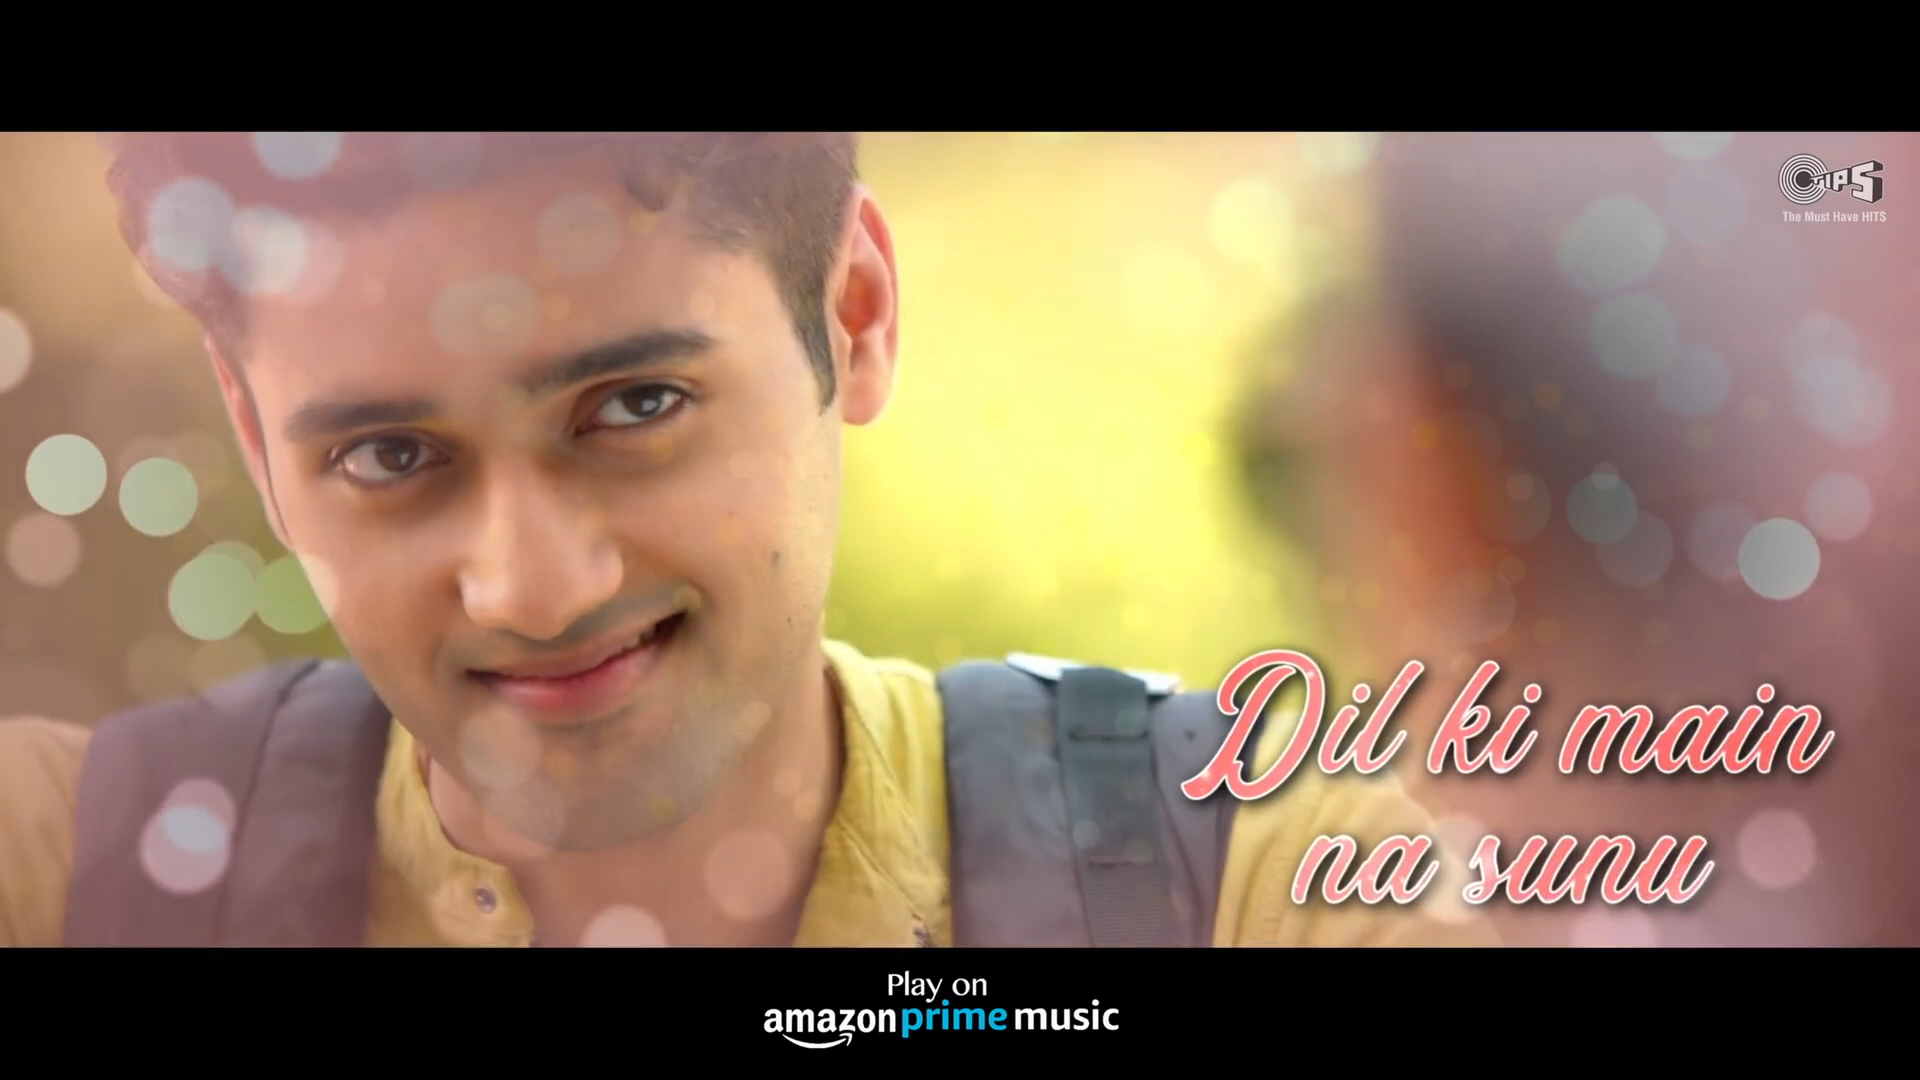 TIPS
The Must Have HITS
Dil ki main
na sunu
Play on
amazon prime music